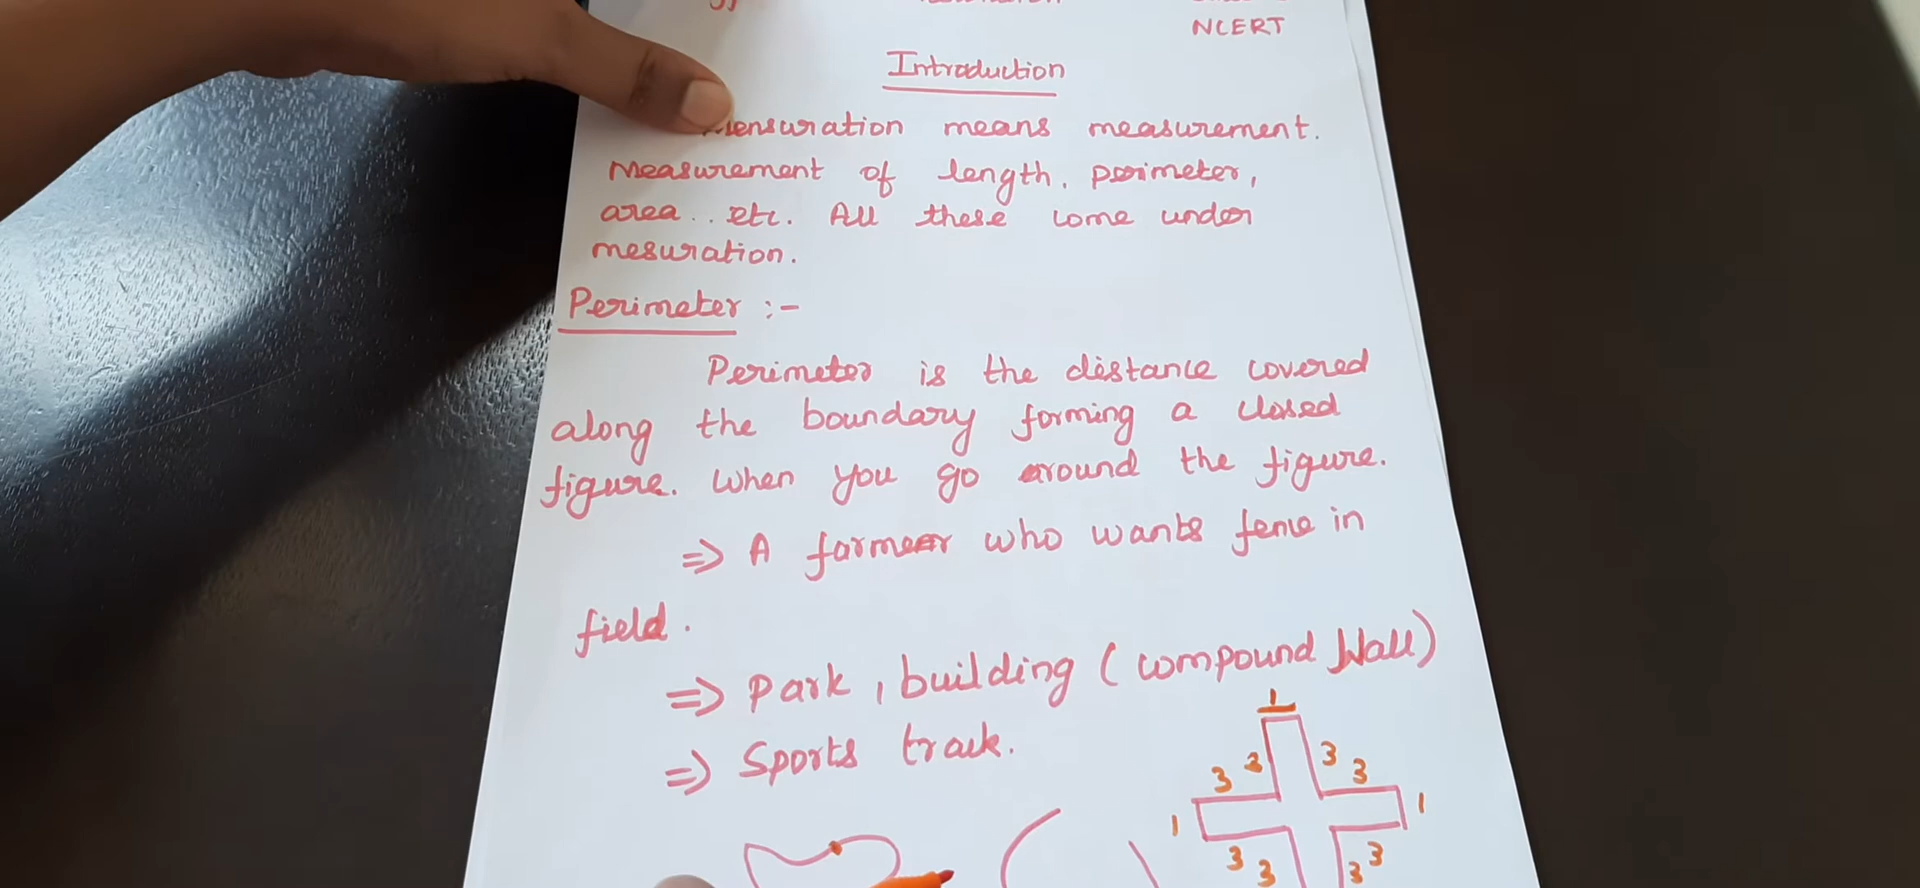 NCERT
Introduction
Mensuration means measurement.
Measurement of length, perimeter,
area.. etc. All these come under
mesuration.
Perimeter :-
Perimeter is the distance covered
along the boundary forming a closed
figure. When you go around the figure.
=> A farmer who wants fence in
field.
=> Park, building (compound Wall)
=> Sports track.
1
3 2 3 3
1 1
3 3 3 3